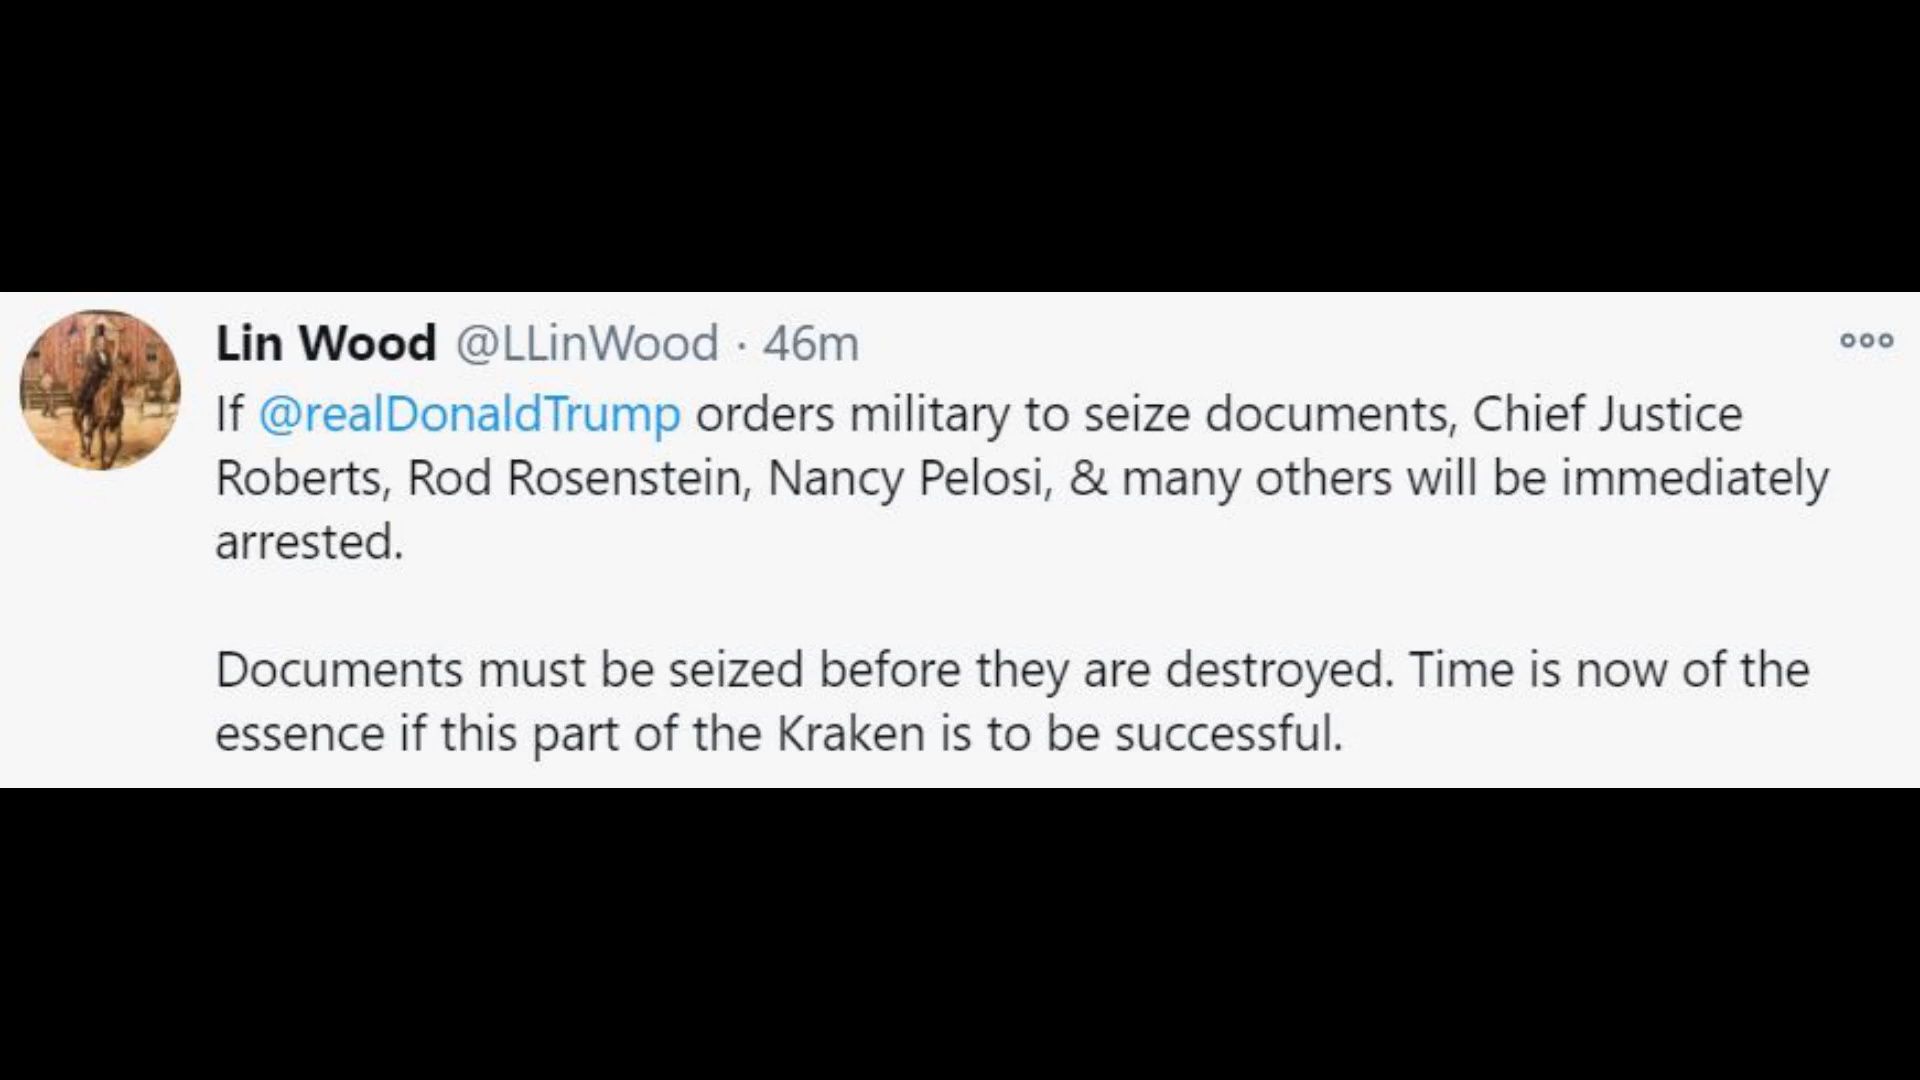 Lin Wood @LLinWood · 46m
If @realDonaldTrump orders military to seize documents, Chief Justice
Roberts, Rod Rosenstein, Nancy Pelosi, & many others will be immediately
arrested.
Documents must be seized before they are destroyed. Time is now of the
essence if this part of the Kraken is to be successful.